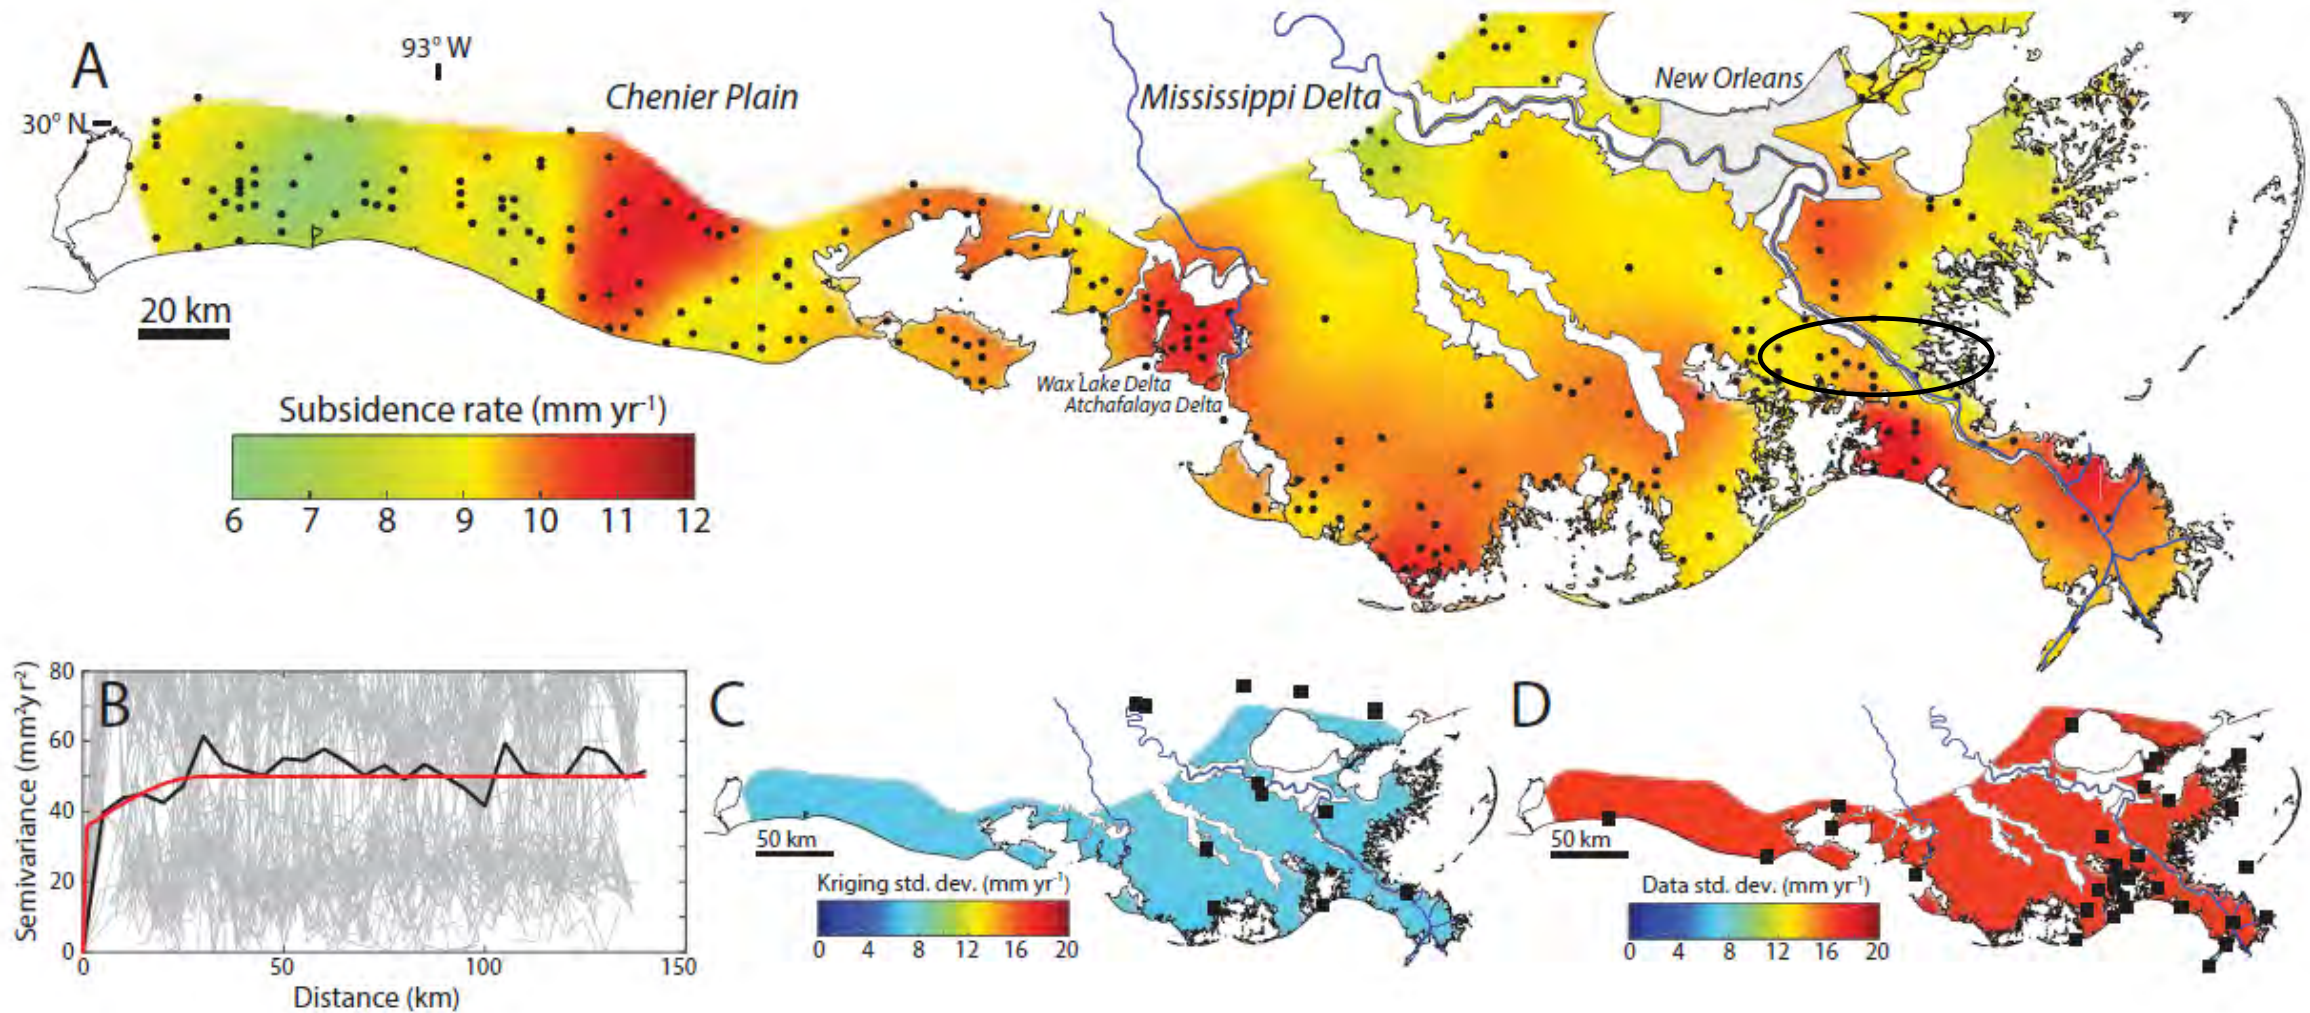 A
93° W
30° N
Chenier Plain
Mississippi Delta
New Orleans
20 km
Wax Lake Delta
Atchafalaya Delta
Subsidence rate (mm yr-1)
6 7 8 9 10 11 12
B
Semivariance (mm²yr²)
80
60
40
20
0
0 50 100 150
Distance (km)
C
50 km
Kriging std. dev. (mm yr-1)
0 4 8 12 16 20
D
50 km
Data std. dev. (mm yr-1)
0 4 8 12 16 20